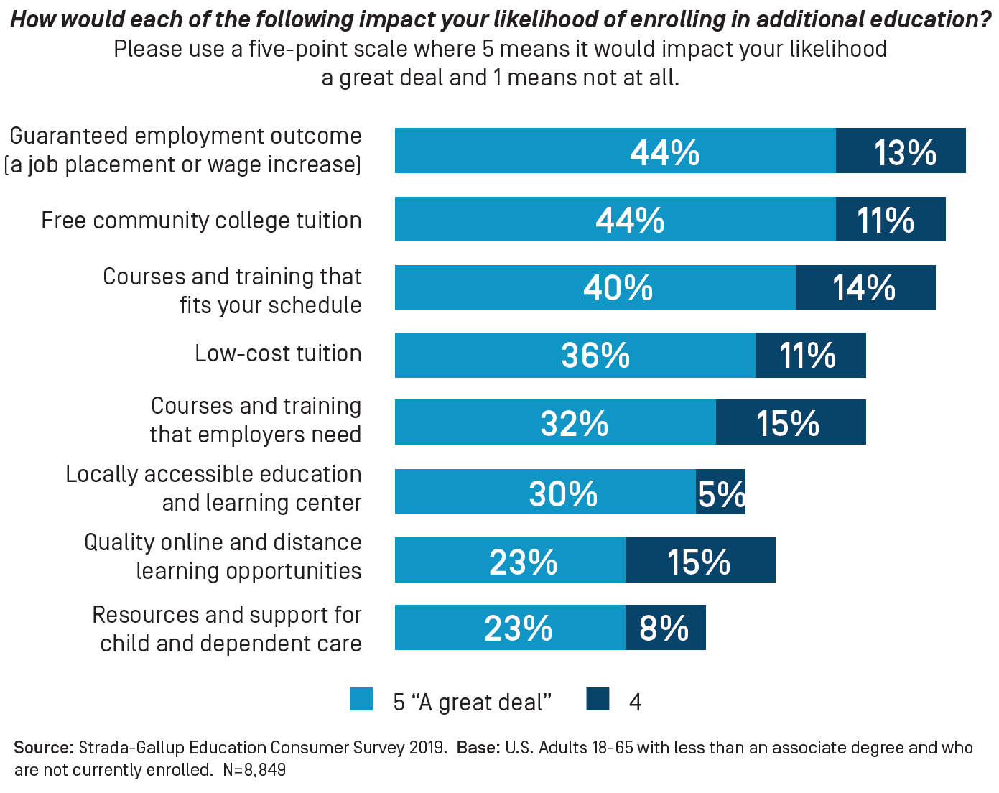 How would each of the following impact your likelihood of enrolling in additional education?
Please use a five-point scale where 5 means it would impact your likelihood
a great deal and 1 means not at all.
Guaranteed employment outcome
(a job placement or wage increase)
44% 13%
Free community college tuition
44% 11%
Courses and training that
fits your schedule
40% 14%
Low-cost tuition
36% 11%
Courses and training
that employers need
32% 15%
Locally accessible education
and learning center
30% 5%
Quality online and distance
learning opportunities
23% 15%
Resources and support for
child and dependent care
23% 8%
5 “A great deal” 4
Source: Strada-Gallup Education Consumer Survey 2019. Base: U.S. Adults 18-65 with less than an associate degree and who
are not currently enrolled. N=8,849